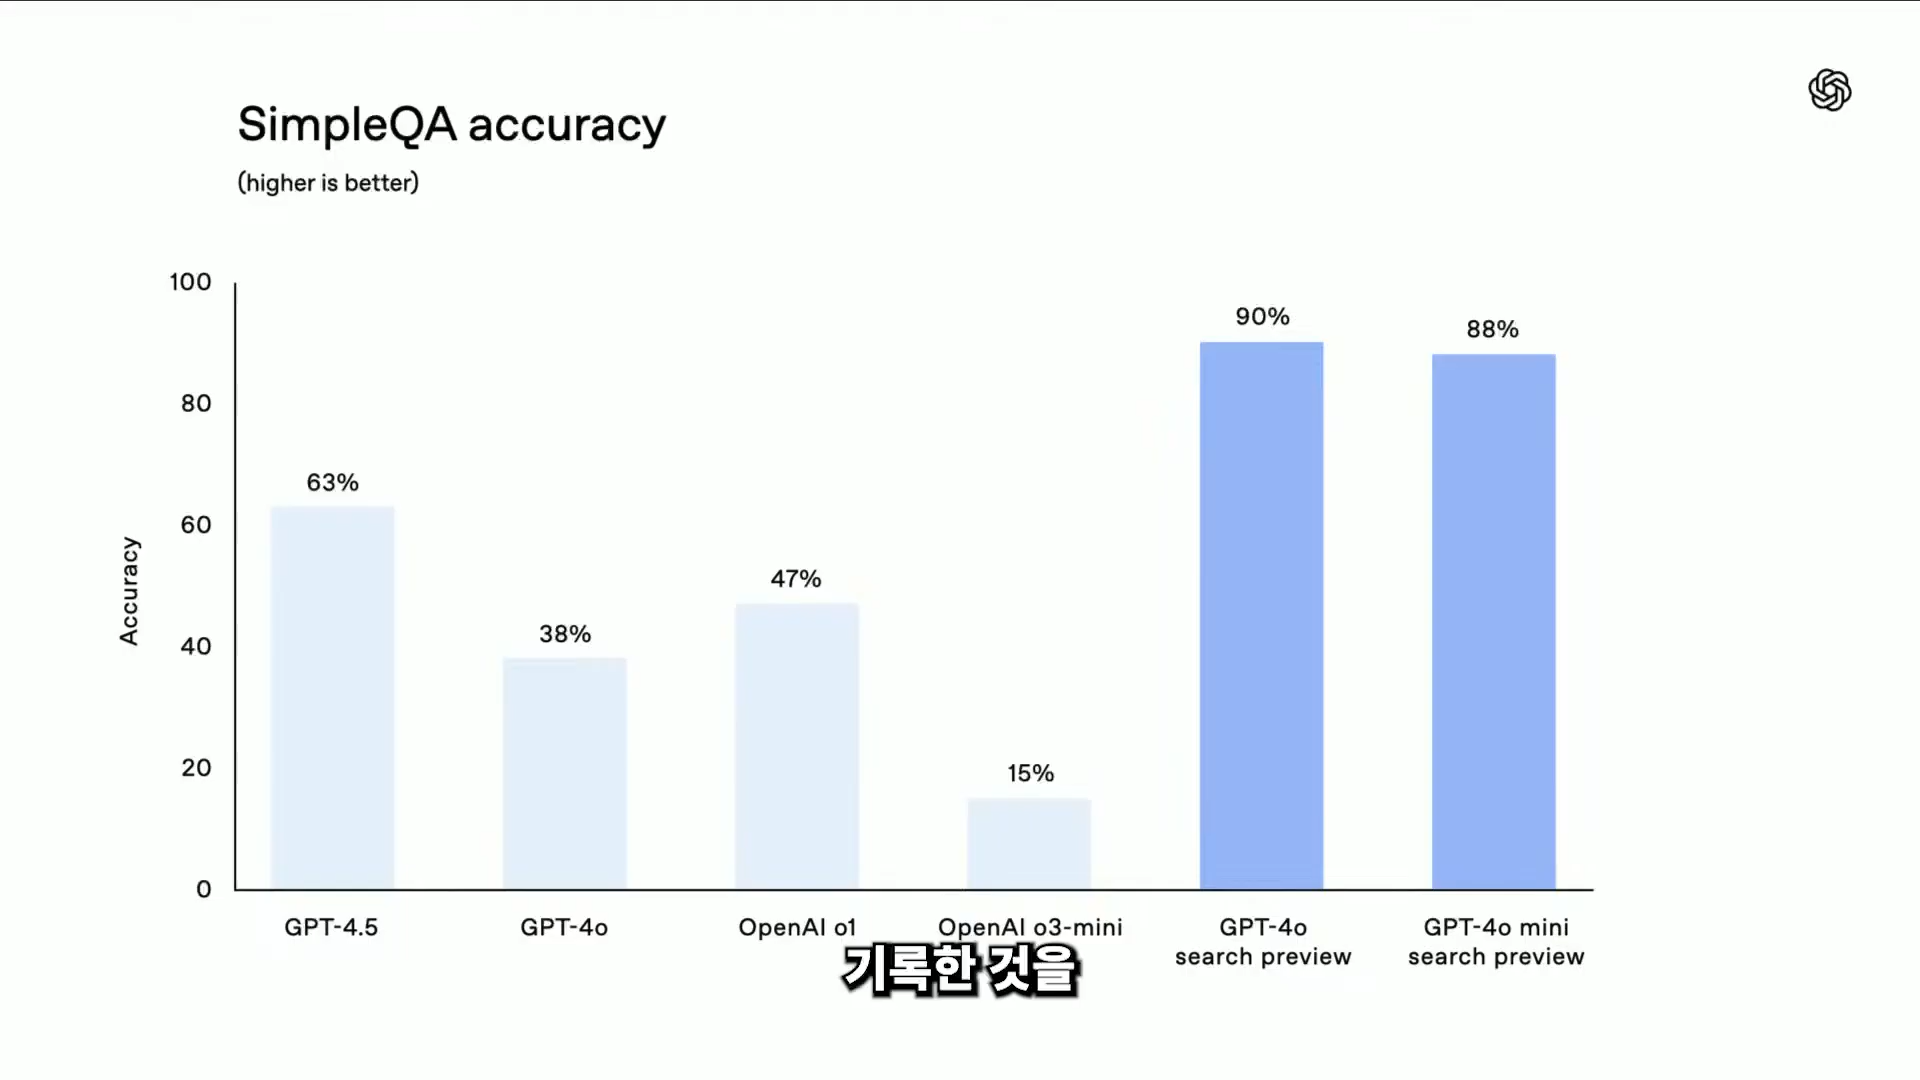 SimpleQA accuracy
(higher is better)
Accuracy
100
80
60
40
20
0
63%
38%
47%
15%
90%
88%
GPT-4.5
GPT-4o
OpenAI o1
OpenAI o3-mini
GPT-4o
search preview
GPT-4o mini
search preview
기록한 것을